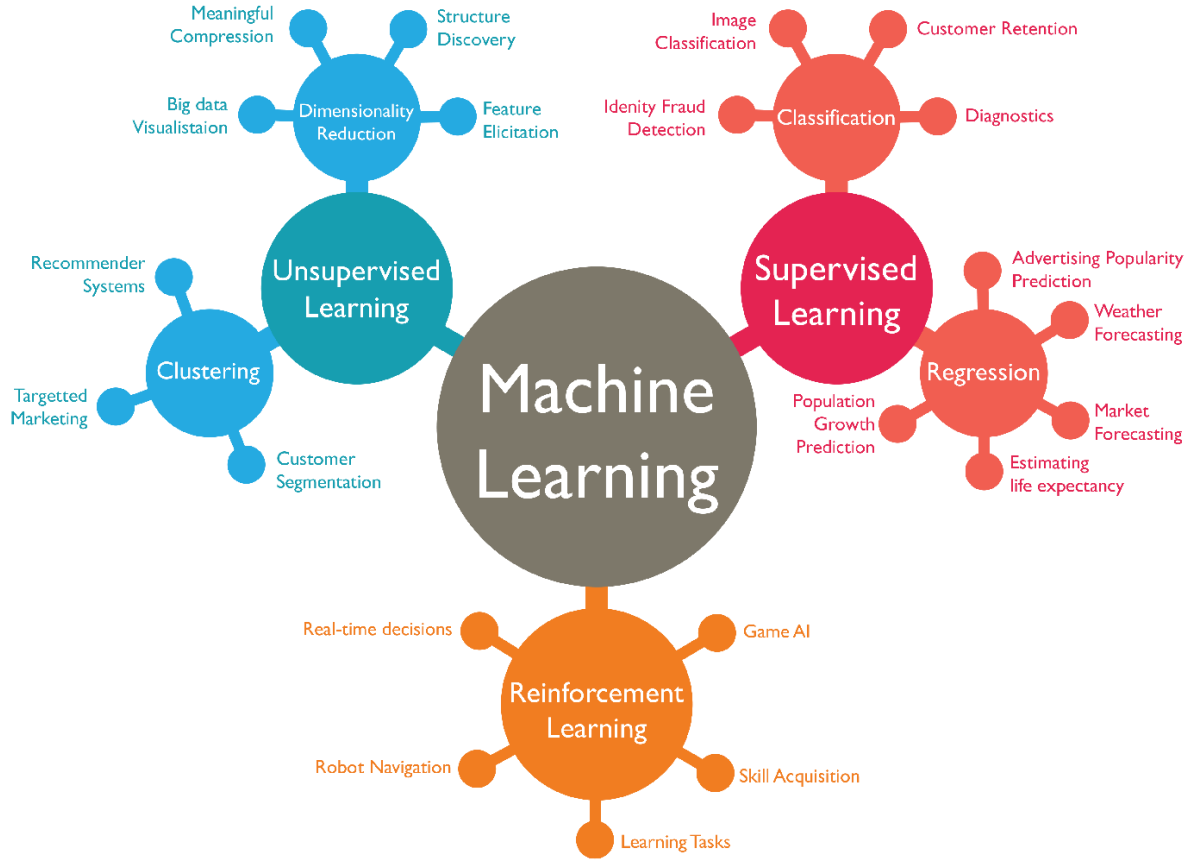 Meaningful
Compression
Structure
Discovery
Big data
Visualistaion
Dimensionality
Reduction
Feature
Elicitation
Image
Classification
Customer Retention
Idenity Fraud
Detection
Classification
Diagnostics
Recommender
Systems
Unsupervised
Learning
Clustering
Targetted
Marketing
Customer
Segmentation
Machine
Learning
Supervised
Learning
Advertising Popularity
Prediction
Weather
Forecasting
Regression
Population
Growth
Prediction
Market
Forecasting
Estimating
life expectancy
Real-time decisions
Game AI
Reinforcement
Learning
Robot Navigation
Skill Acquisition
Learning Tasks